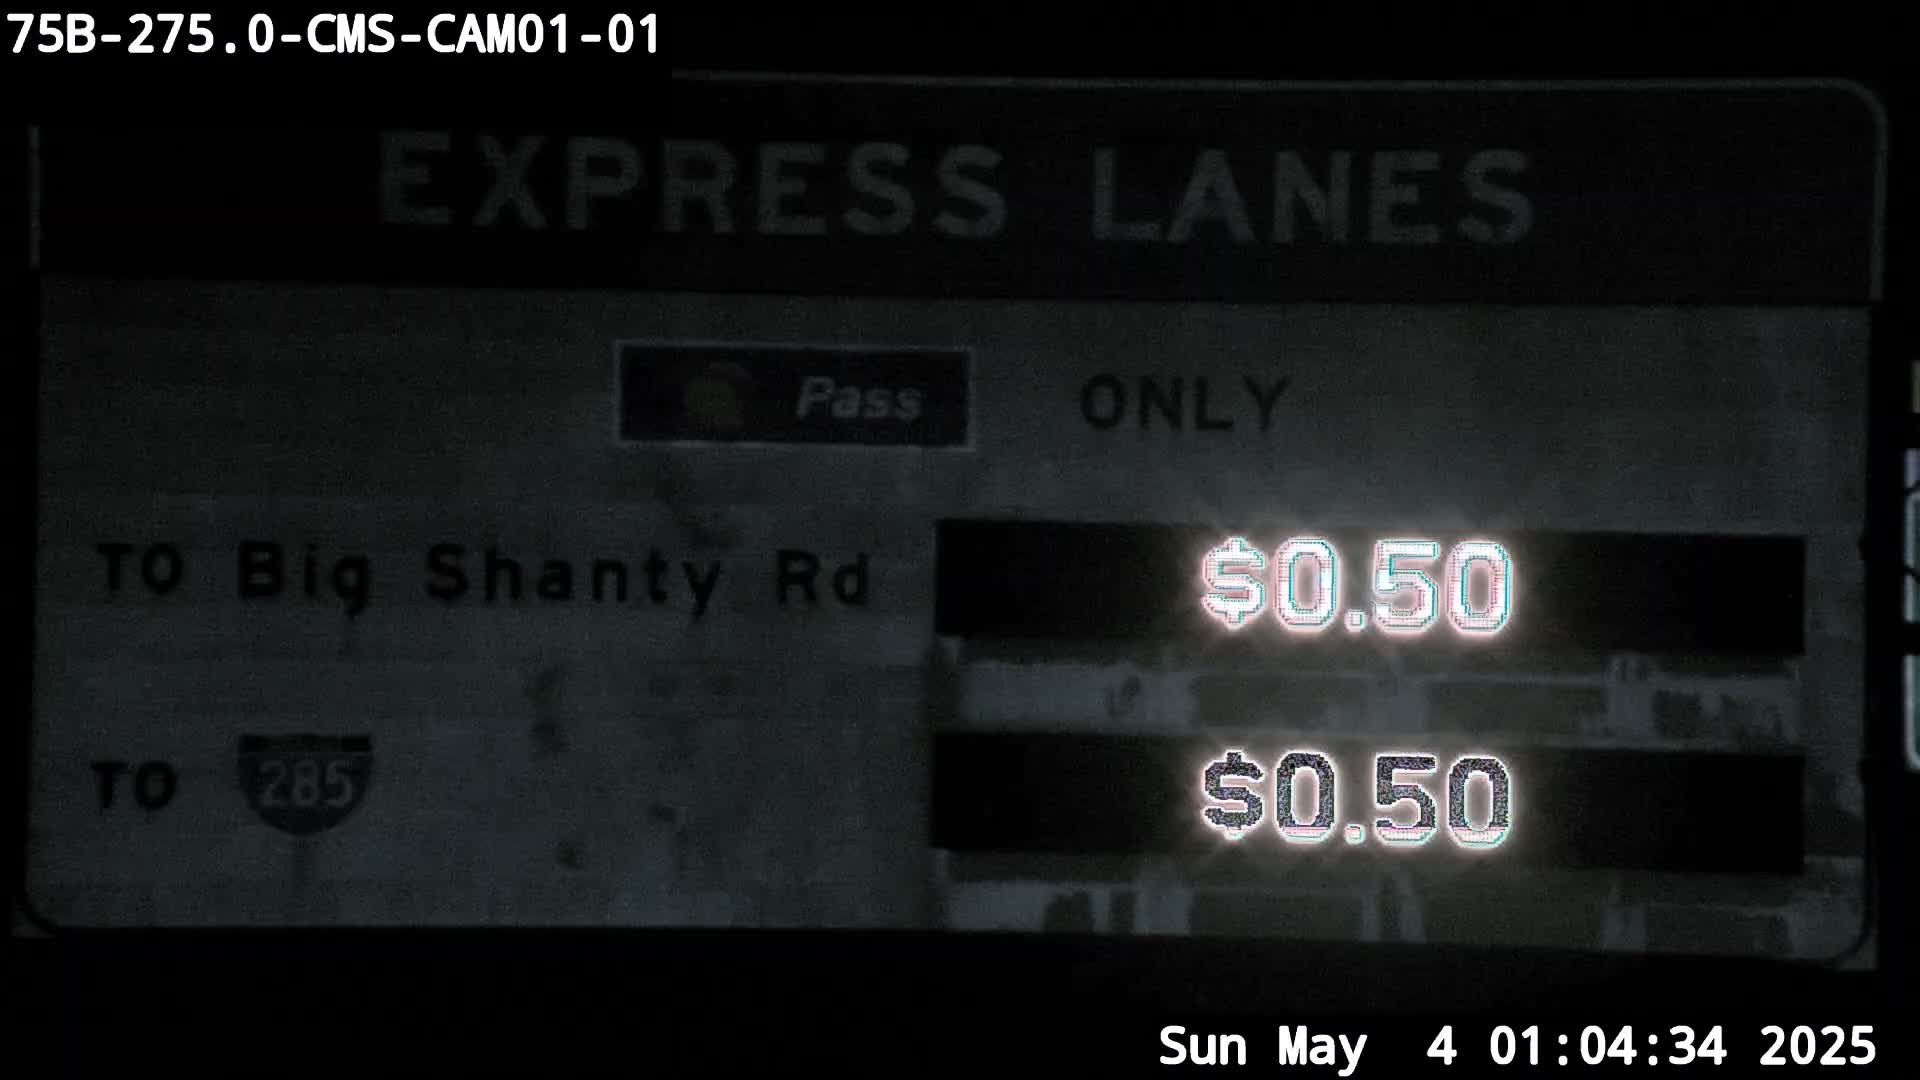 75B-275.0-CMS-CAM01-01
EXPRESS LANES
Pass ONLY
TO Big Shanty Rd $0.50
TO 285 $0.50
Sun May 4 01:04:34 2025